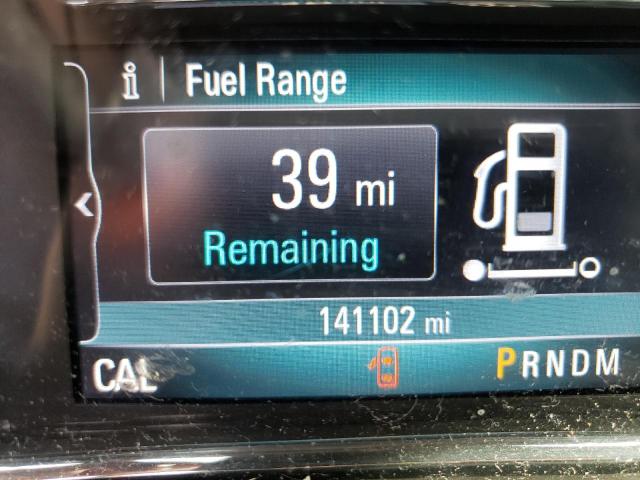 i | Fuel Range
39 mi
Remaining
141102 mi
CAL PRNDM